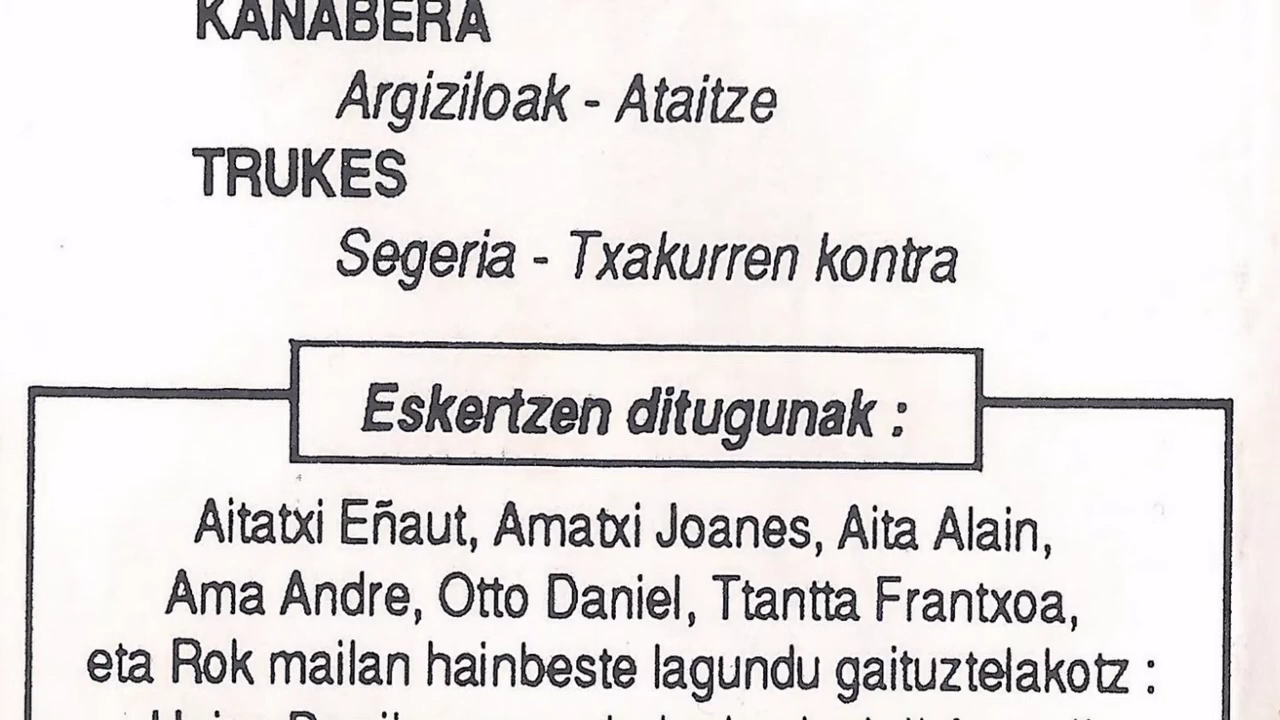 KANABERA
Argiziloak - Ataitze
TRUKES
Segeria - Txakurren kontra
Eskertzen ditugunak :
Aitatxi Eñaut, Amatxi Joanes, Aita Alain,
Ama Andre, Otto Daniel, Ttantta Frantxoa,
eta Rok mailan hainbeste lagundu gaituztelakotz :